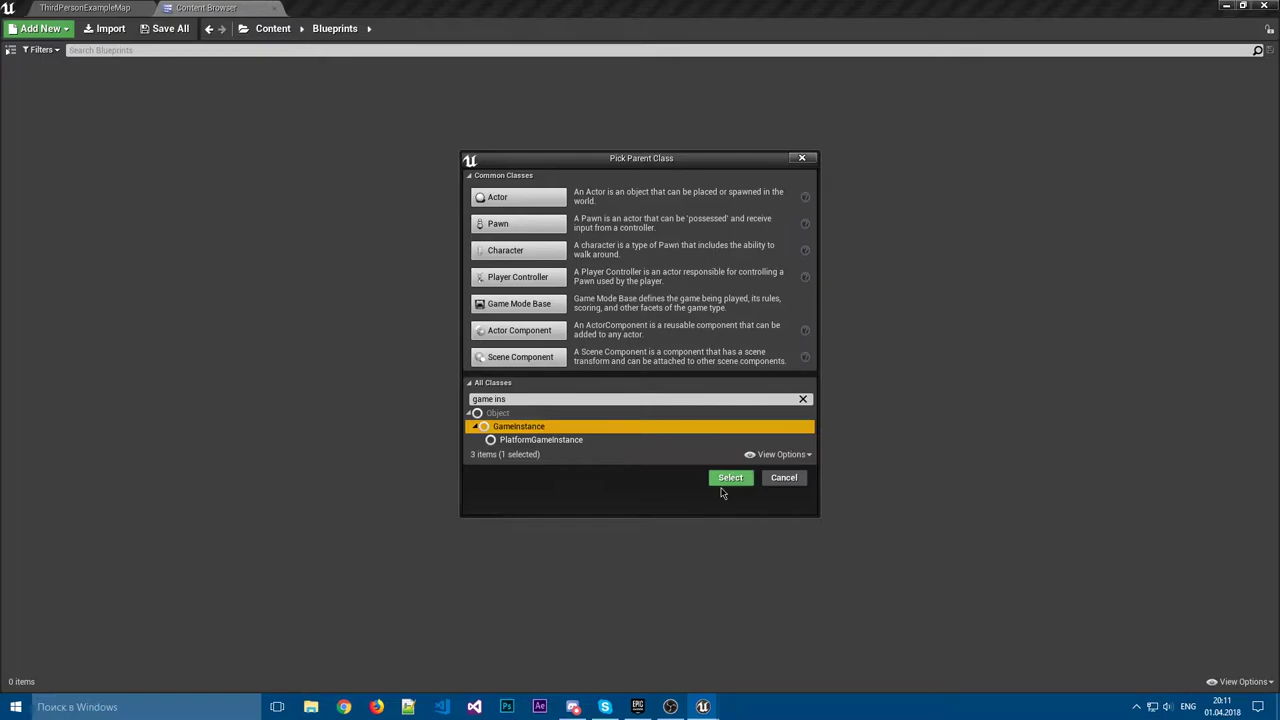 ThirdPersonExampleMap
Content Browser
Add New
Import
Save All
Content
Blueprints
Filters
Search Blueprints
Pick Parent Class
Common Classes
Actor
An Actor is an object that can be placed or spawned in the
world.
Pawn
A Pawn is an actor that can be 'possessed' and receive
input from a controller.
Character
A character is a type of Pawn that includes the ability to
walk around.
Player Controller
A Player Controller is an actor responsible for controlling a
Pawn used by the player.
Game Mode Base
Game Mode Base defines the game being played, its rules,
scoring, and other facets of the game type.
Actor Component
An ActorComponent is a reusable component that can be
added to any actor.
Scene Component
A Scene Component is a component that has a scene
transform and can be attached to other scene components.
All Classes
game ins
Object
GameInstance
PlatformGameInstance
3 items (1 selected)
View Options
Select
Cancel
0 items
View Options
Поиск в Windows
Ps
Ae
EPIC
GAMES
ENG
20:11
01.04.2018